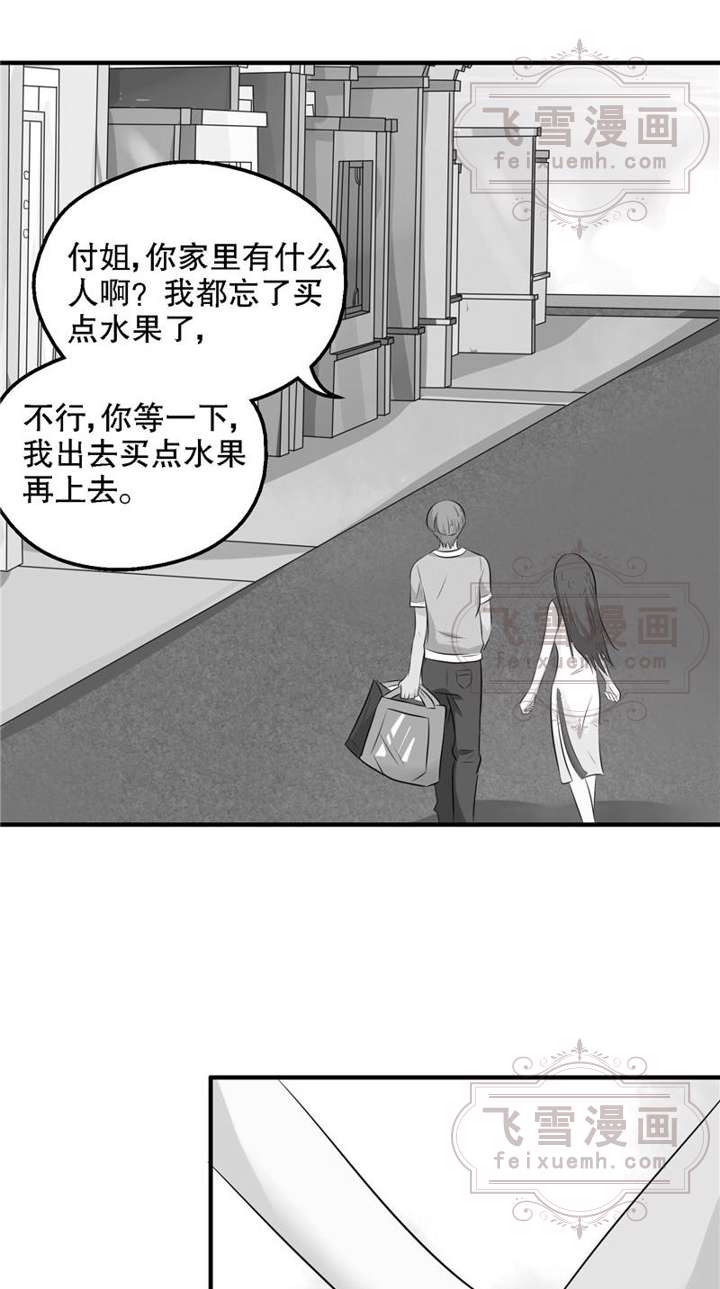 飞雪漫画
feixuemh.com
付姐,你家里有什么
人啊？我都忘了买
点水果了,
不行,你等一下,
我出去买点水果
再上去。
飞雪漫画
feixuemh.com
飞雪漫画
feixuemh.com